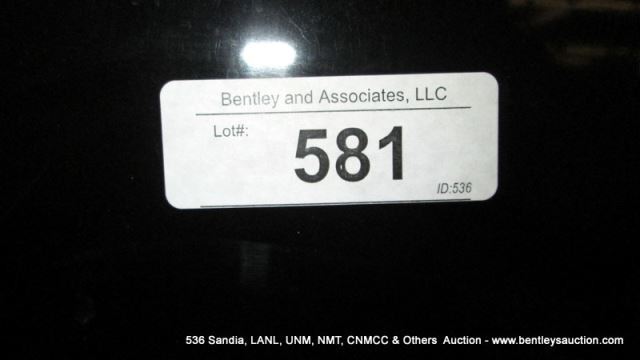 Bentley and Associates, LLC
Lot#:
581
ID:536
536 Sandia, LANL, UNM, NMT, CNMCC & Others Auction - www.bentleysauction.com